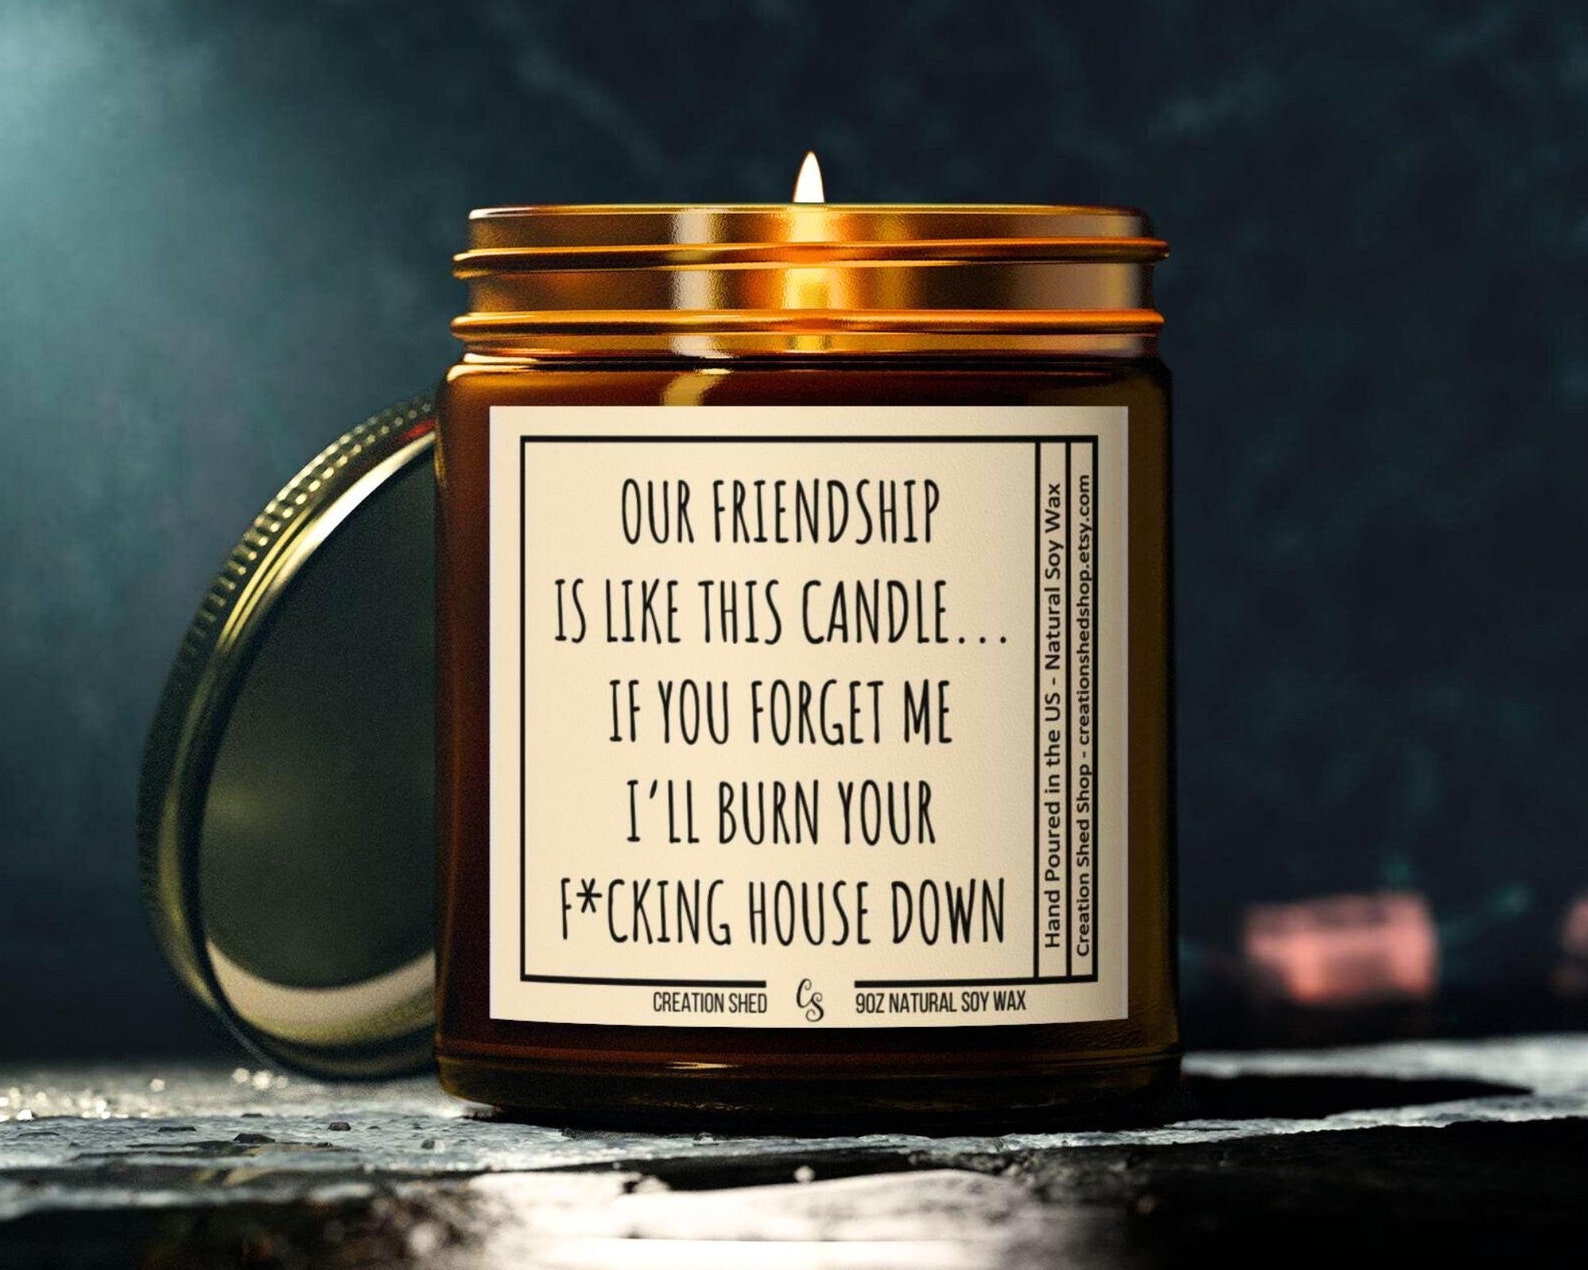 OUR FRIENDSHIP
IS LIKE THIS CANDLE...
IF YOU FORGET ME
I'LL BURN YOUR
F*CKING HOUSE DOWN
Hand Poured in the US - Natural Soy Wax
Creation Shed Shop - creationshedshop.etsy.com
CREATION SHED CS 9OZ NATURAL SOY WAX